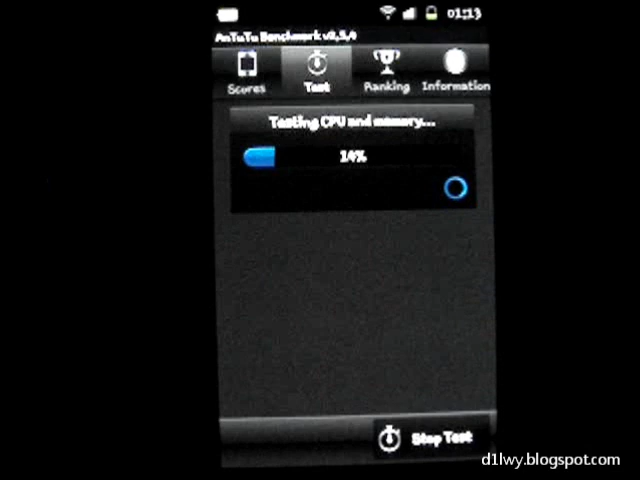 01:13
AnTuTu Benchmark v2.8.4
Scores Test Ranking Information
Testing CPU and memory...
14%
Stop Test
d1lwy.blogspot.com